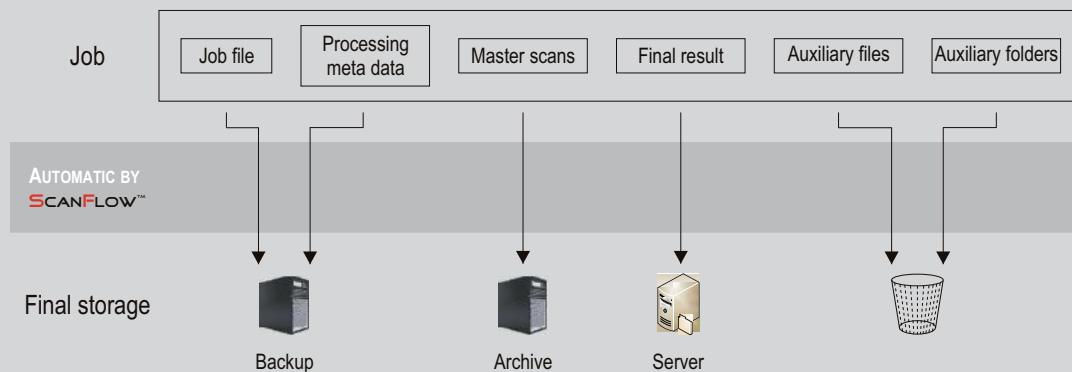 Job
Job file
Processing
meta data
Master scans
Final result
Auxiliary files
Auxiliary folders
AUTOMATIC BY
SCANFLOW™
Final storage
Backup
Archive
Server